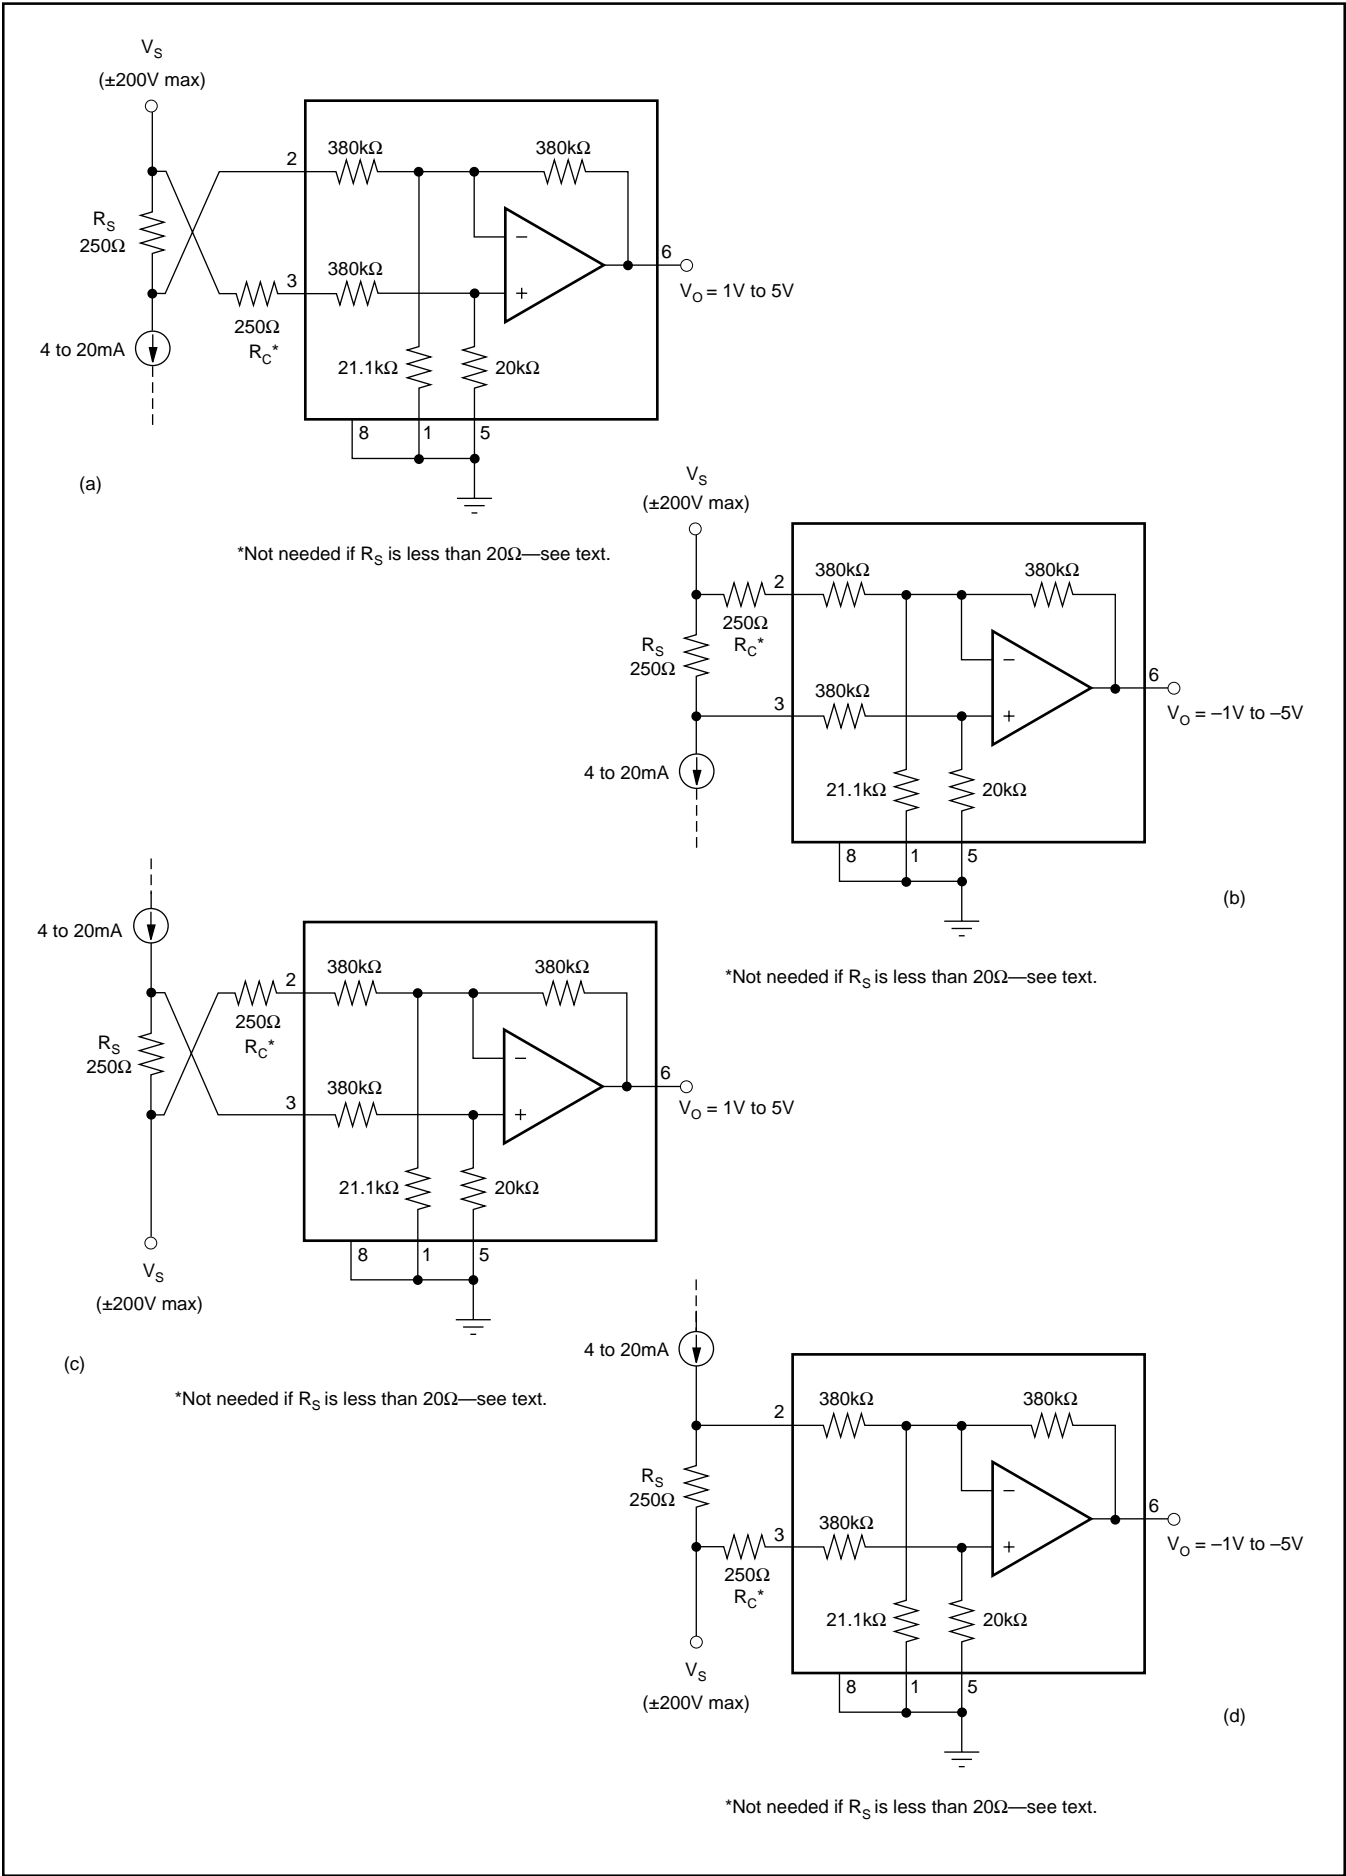 V_S
(±200V max)
2
380kΩ
380kΩ
R_S
250Ω
3
380kΩ
250Ω
R_C*
–
+
6
V_O = 1V to 5V
4 to 20mA
21.1kΩ
20kΩ
8
1
5
(a)
*Not needed if R_S is less than 20Ω—see text.
V_S
(±200V max)
2
380kΩ
380kΩ
250Ω
R_C*
R_S
250Ω
3
380kΩ
–
+
6
V_O = –1V to –5V
4 to 20mA
21.1kΩ
20kΩ
8
1
5
(b)
*Not needed if R_S is less than 20Ω—see text.
4 to 20mA
2
380kΩ
380kΩ
250Ω
R_C*
R_S
250Ω
3
380kΩ
–
+
6
V_O = 1V to 5V
21.1kΩ
20kΩ
8
1
5
V_S
(±200V max)
(c)
*Not needed if R_S is less than 20Ω—see text.
4 to 20mA
2
380kΩ
380kΩ
R_S
250Ω
3
380kΩ
250Ω
R_C*
–
+
6
V_O = –1V to –5V
21.1kΩ
20kΩ
8
1
5
V_S
(±200V max)
(d)
*Not needed if R_S is less than 20Ω—see text.